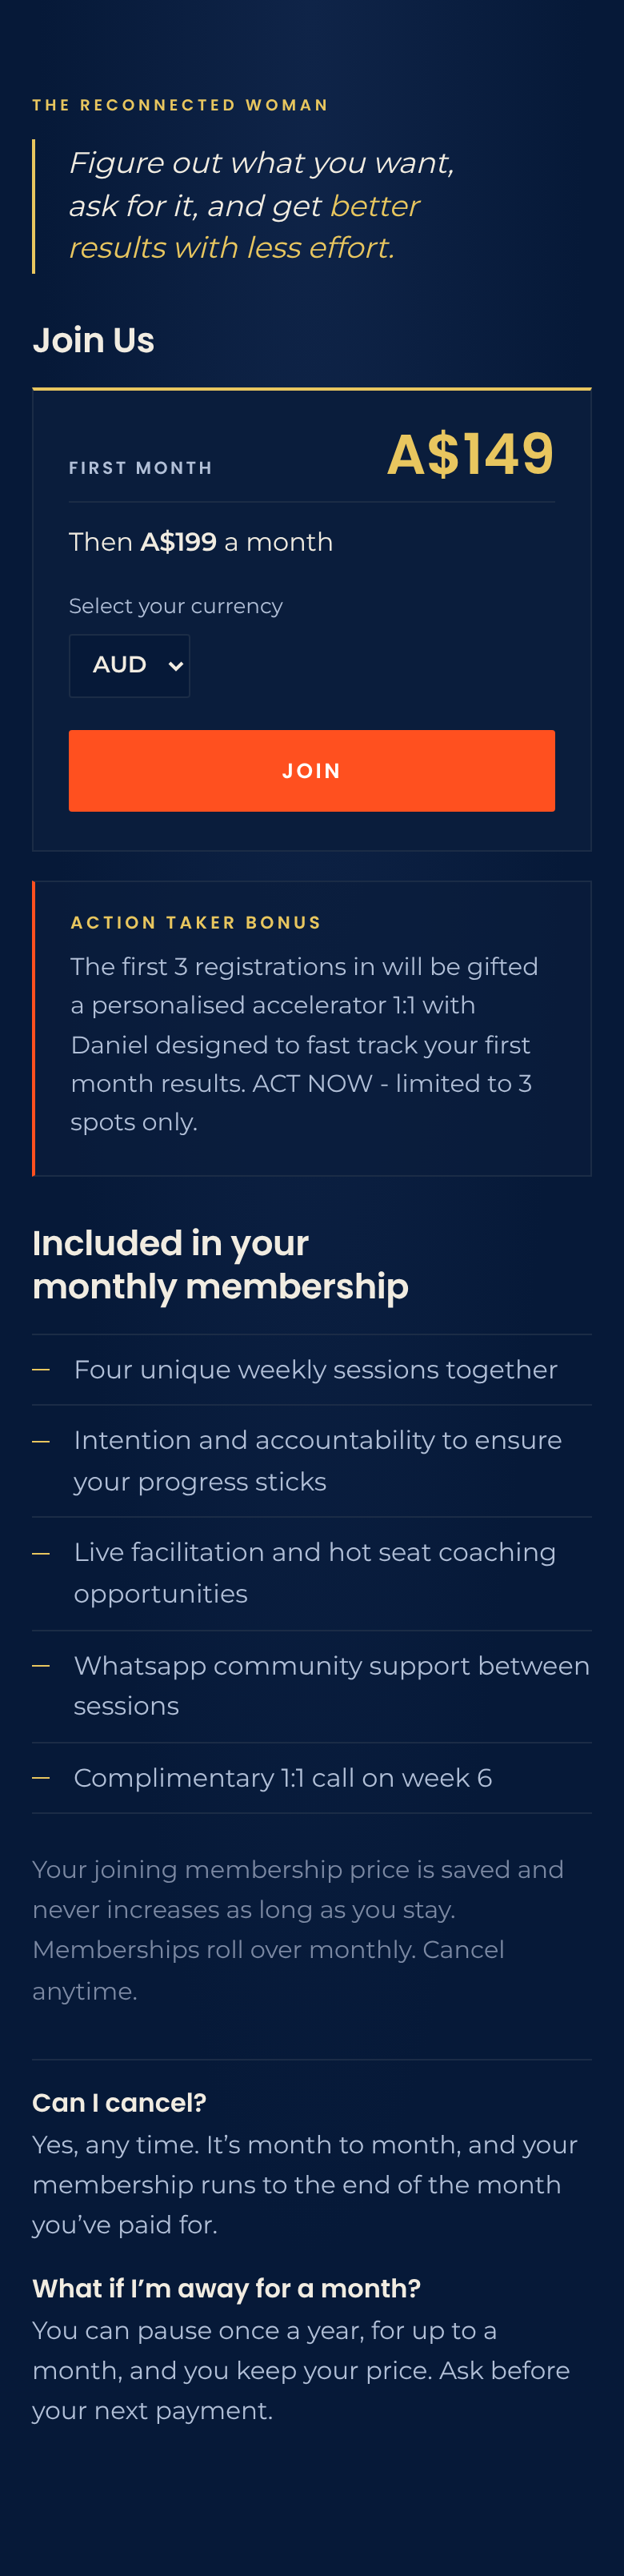 THE RECONNECTED WOMAN
Figure out what you want,
ask for it, and get better
results with less effort.
Join Us
FIRST MONTH A$149
Then A$199 a month
Select your currency
AUD
JOIN
ACTION TAKER BONUS
The first 3 registrations in will be gifted
a personalised accelerator 1:1 with
Daniel designed to fast track your first
month results. ACT NOW - limited to 3
spots only.
Included in your
monthly membership
— Four unique weekly sessions together
— Intention and accountability to ensure
your progress sticks
— Live facilitation and hot seat coaching
opportunities
— Whatsapp community support between
sessions
— Complimentary 1:1 call on week 6
Your joining membership price is saved and
never increases as long as you stay.
Memberships roll over monthly. Cancel
anytime.
Can I cancel?
Yes, any time. It’s month to month, and your
membership runs to the end of the month
you’ve paid for.
What if I’m away for a month?
You can pause once a year, for up to a
month, and you keep your price. Ask before
your next payment.